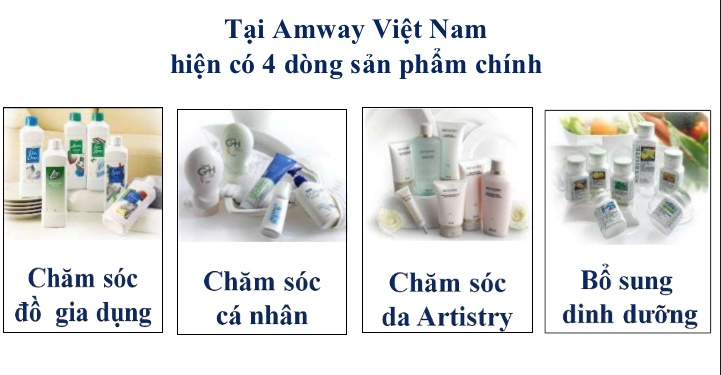 Tại Amway Việt Nam
hiện có 4 dòng sản phẩm chính
Chăm sóc
đồ gia dụng
Chăm sóc
cá nhân
Chăm sóc
da Artistry
Bổ sung
dinh dưỡng